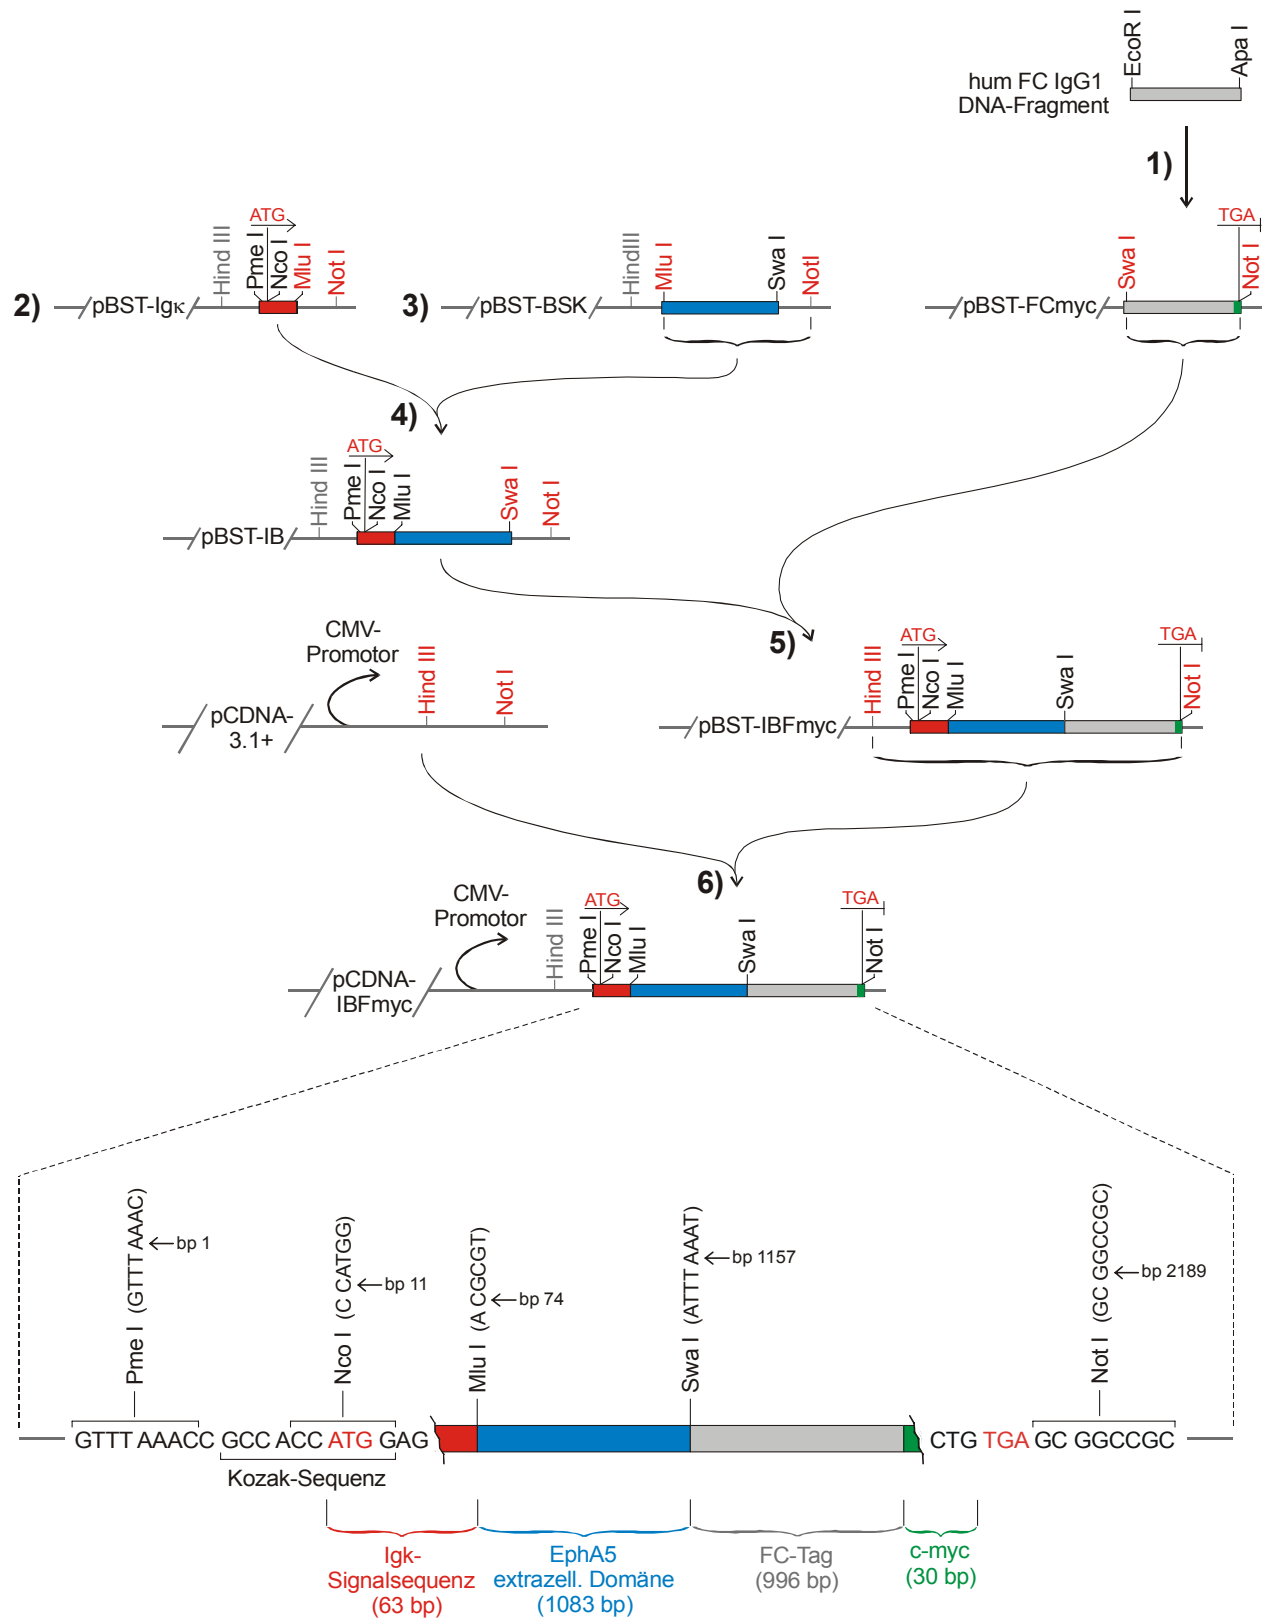 EcoR I
Apa I
hum FC IgG1
DNA-Fragment
1)
ATG
Hind III
Pme I
Nco I
Mlu I
Not I
HindIII
Mlu I
Swa I
NotI
TGA
Swa I
Not I
2)
pBST-Igκ
3)
pBST-BSK
pBST-FCmyc
4)
ATG
Hind III
Pme I
Nco I
Mlu I
Swa I
Not I
pBST-IB
CMV-
Promotor
5)
ATG
TGA
Hind III
Pme I
Nco I
Mlu I
Swa I
Not I
Hind III
Not I
pCDNA-
3.1+
pBST-IBFmyc
6)
CMV-
Promotor
ATG
TGA
Hind III
Pme I
Nco I
Mlu I
Swa I
Not I
pCDNA-
IBFmyc
Pme I (GTTT AAAC)
bp 1
Nco I (C CATGG)
bp 11
Mlu I (A CGCGT)
bp 74
Swa I (ATTT AAAT)
bp 1157
Not I (GC GGCCGC)
bp 2189
GTTT AAACC GCC ACC ATG GAG
CTG TGA GC GGCCGC
Kozak-Sequenz
Igk-
Signalsequenz
(63 bp)
EphA5
extrazell. Domäne
(1083 bp)
FC-Tag
(996 bp)
c-myc
(30 bp)